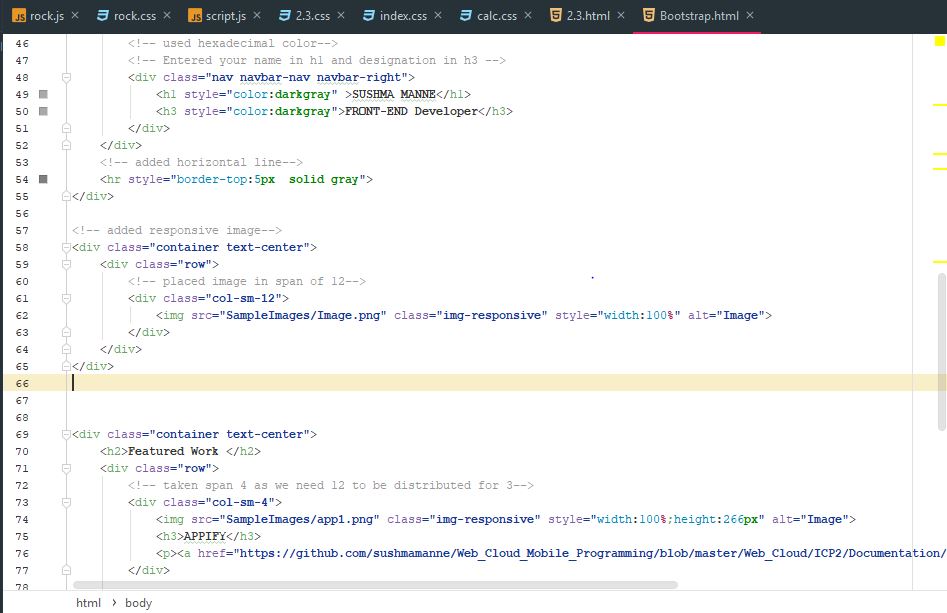 rock.js × rock.css × script.js × 2.3.css × index.css × calc.css × 2.3.html × Bootstrap.html ×
46 <!-- used hexadecimal color-->
47 <!-- Entered your name in h1 and designation in h3 -->
48 <div class="nav navbar-nav navbar-right">
49 <h1 style="color:darkgray" >SUSHMA MANNE</h1>
50 <h3 style="color:darkgray">FRONT-END Developer</h3>
51 </div>
52 </div>
53 <!-- added horizontal line-->
54 <hr style="border-top:5px  solid gray">
55 </div>
56
57 <!-- added responsive image-->
58 <div class="container text-center">
59 <div class="row">
60 <!-- placed image in span of 12-->
61 <div class="col-sm-12">
62 <img src="SampleImages/Image.png" class="img-responsive" style="width:100%" alt="Image">
63 </div>
64 </div>
65 </div>
66
67
68
69 <div class="container text-center">
70 <h2>Featured Work </h2>
71 <div class="row">
72 <!-- taken span 4 as we need 12 to be distributed for 3-->
73 <div class="col-sm-4">
74 <img src="SampleImages/app1.png" class="img-responsive" style="width:100%;height:266px" alt="Image">
75 <h3>APPIFY</h3>
76 <p><a href="https://github.com/sushmamanne/Web_Cloud_Mobile_Programming/blob/master/Web_Cloud/ICP2/Documentation/
77 </div>
78
html › body